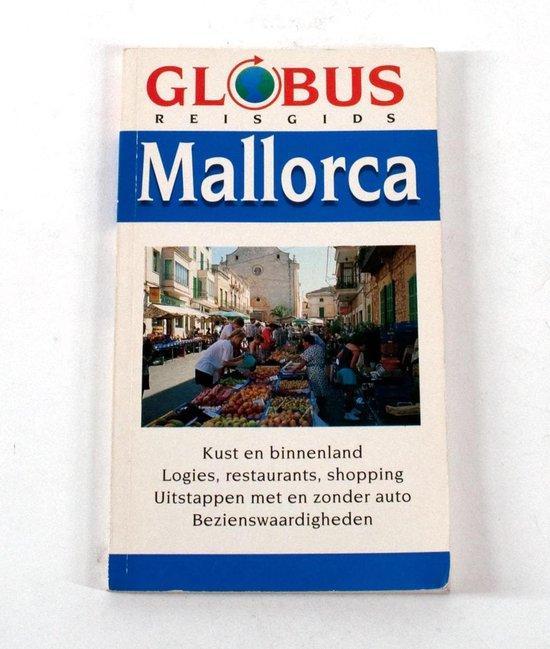 GLOBUS
REISGIDS
Mallorca
Kust en binnenland
Logies, restaurants, shopping
Uitstappen met en zonder auto
Bezienswaardigheden